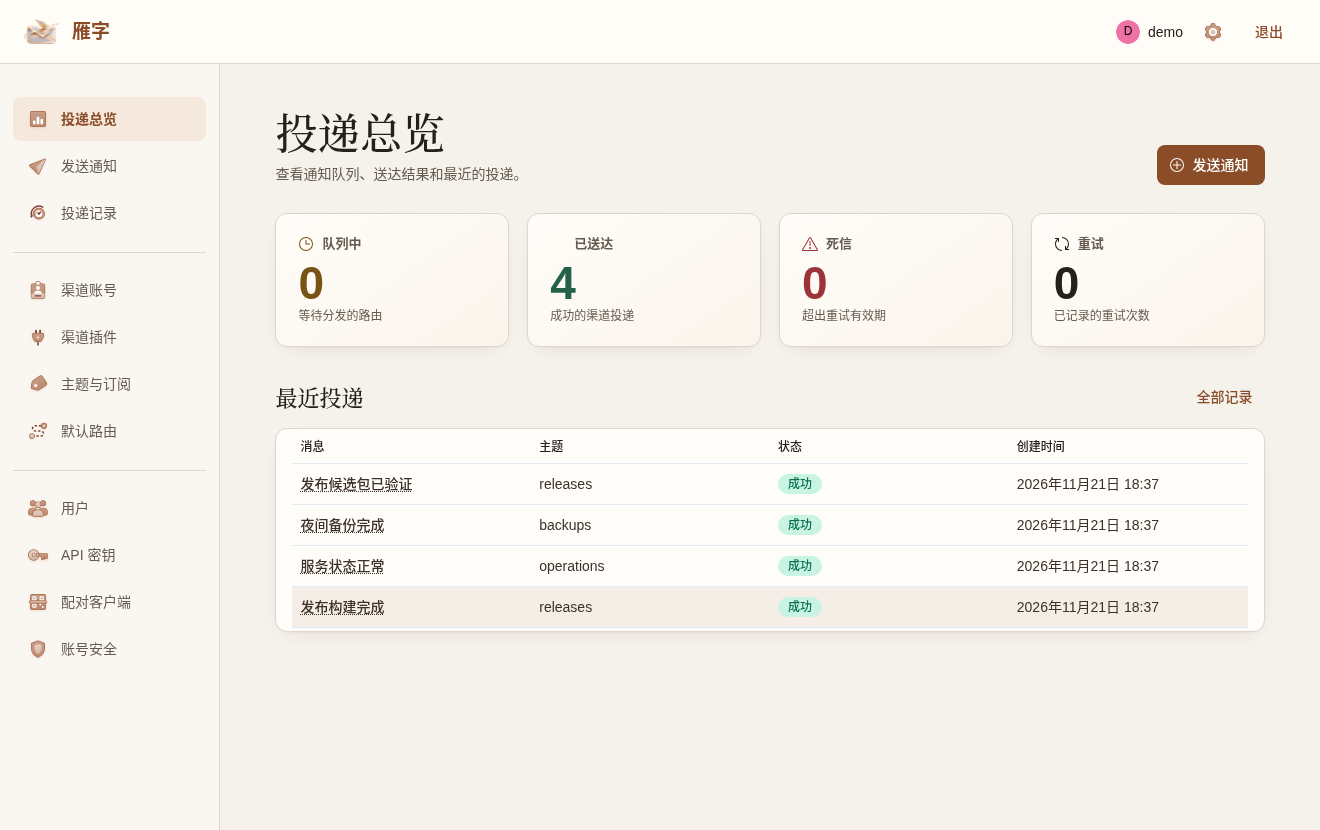 雁字
D demo 退出
投递总览
发送通知
投递记录
渠道账号
渠道插件
主题与订阅
默认路由
用户
API 密钥
配对客户端
账号安全
投递总览
查看通知队列、送达结果和最近的投递。
发送通知
队列中
0
等待分发的路由
已送达
4
成功的渠道投递
死信
0
超出重试有效期
重试
0
已记录的重试次数
最近投递
全部记录
消息 主题 状态 创建时间
发布候选包已验证 releases 成功 2026年11月21日 18:37
夜间备份完成 backups 成功 2026年11月21日 18:37
服务状态正常 operations 成功 2026年11月21日 18:37
发布构建完成 releases 成功 2026年11月21日 18:37